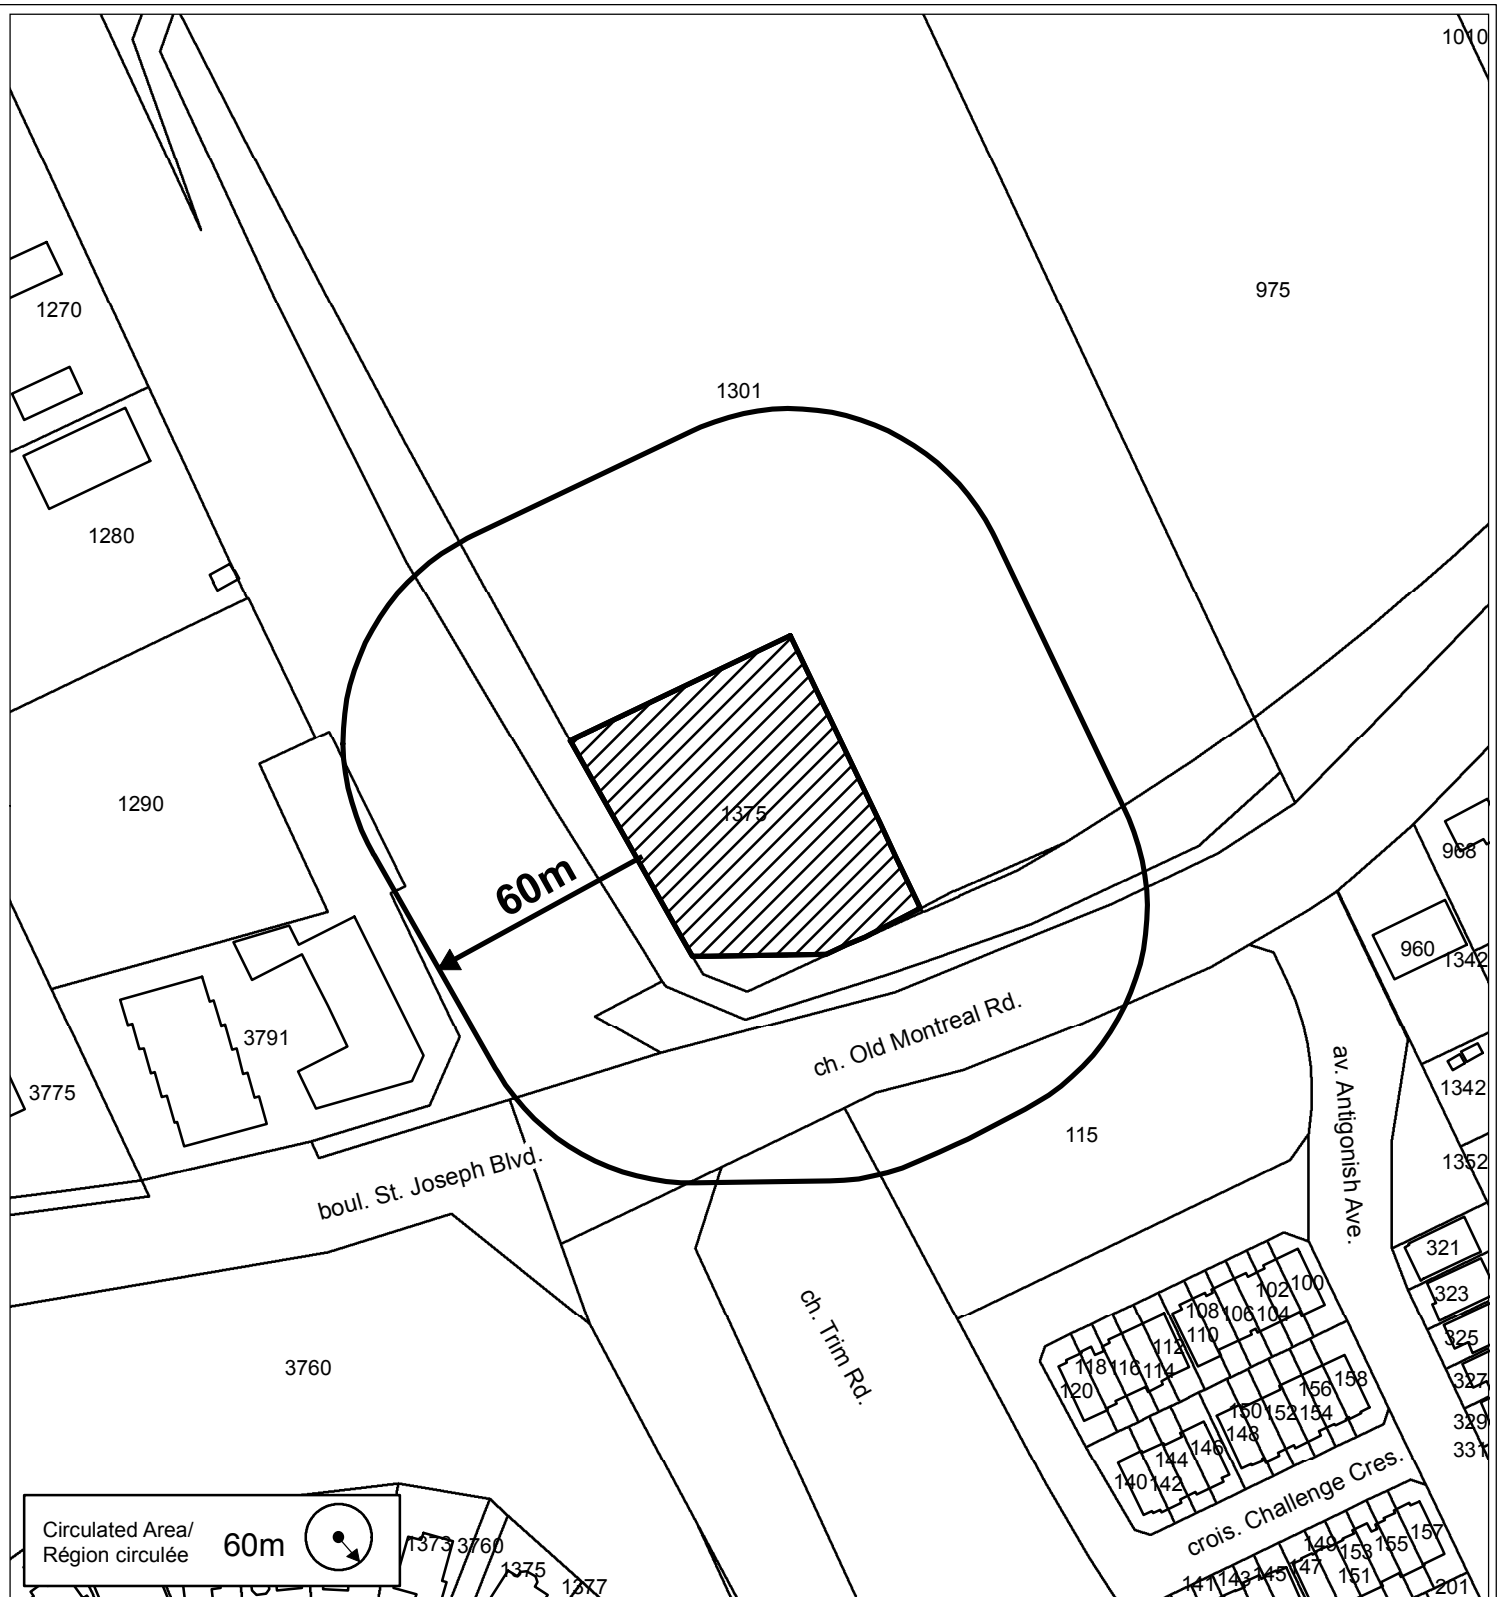 1010
1270
975
1301
1280
1290
1375
60m
968
960
1342
3791
ch. Old Montreal Rd.
3775
1342
av. Antigonish Ave.
115
1352
boul. St. Joseph Blvd.
321
323
325
327
329
331
102 100
108 106 104
110
112
118 116 114
120
ch. Trim Rd.
3760
156 158
150 152 154
148
146
144
140 142
crois. Challenge Cres.
Circulated Area/
Région circulée
60m
1373 3760
1375
1377
157
149 153 155
141 143 145 147 151
201